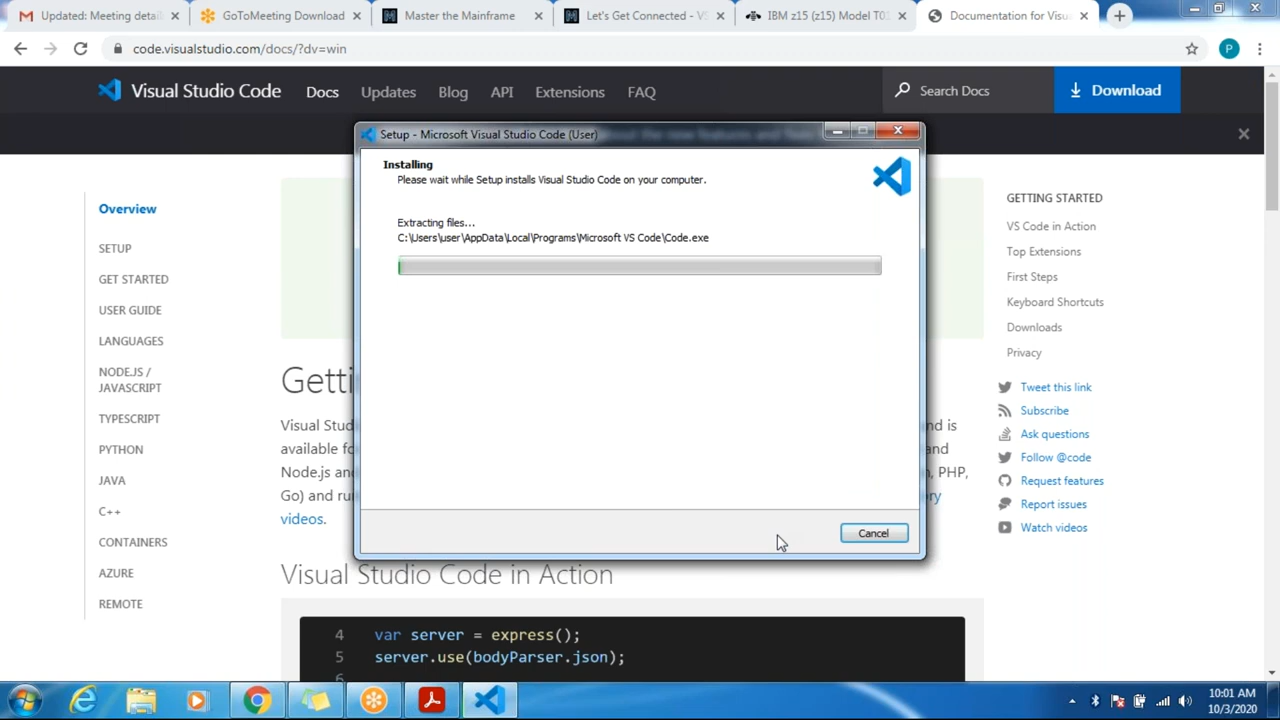 Updated: Meeting detai
GoToMeeting Download
Master the Mainframe
Let's Get Connected - VS
IBM z15 (z15) Model T01
Documentation for Visu
code.visualstudio.com/docs/?dv=win
P
Visual Studio Code
Docs
Updates
Blog
API
Extensions
FAQ
Search Docs
Download
Setup - Microsoft Visual Studio Code (User)
Installing
Please wait while Setup installs Visual Studio Code on your computer.
Extracting files...
C:\Users\user\AppData\Local\Programs\Microsoft VS Code\Code.exe
Cancel
Overview
SETUP
GET STARTED
USER GUIDE
LANGUAGES
NODE.JS /
JAVASCRIPT
TYPESCRIPT
PYTHON
JAVA
C++
CONTAINERS
AZURE
REMOTE
Getti
Visual Stud
nd is
available fo
and
Node.js and
n, PHP,
Go) and run
ory
videos.
Visual Studio Code in Action
4 var server = express();
5 server.use(bodyParser.json);
GETTING STARTED
VS Code in Action
Top Extensions
First Steps
Keyboard Shortcuts
Downloads
Privacy
Tweet this link
Subscribe
Ask questions
Follow @code
Request features
Report issues
Watch videos
10:01 AM
10/3/2020